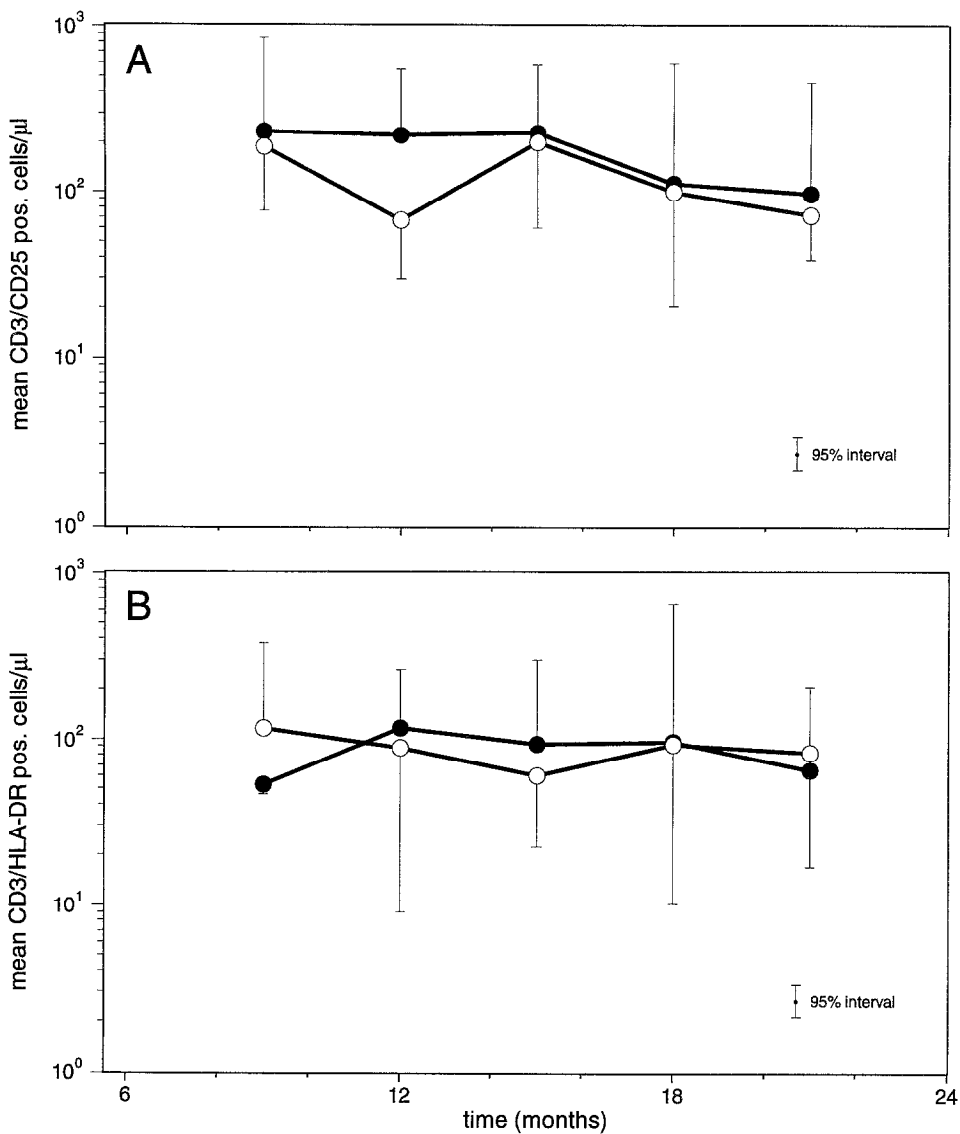 10³
A
10²
10¹
10⁰
mean CD3/CD25 pos. cells/µl
95% interval
10³
B
10²
10¹
10⁰
mean CD3/HLA-DR pos. cells/µl
95% interval
6 12 18 24
time (months)